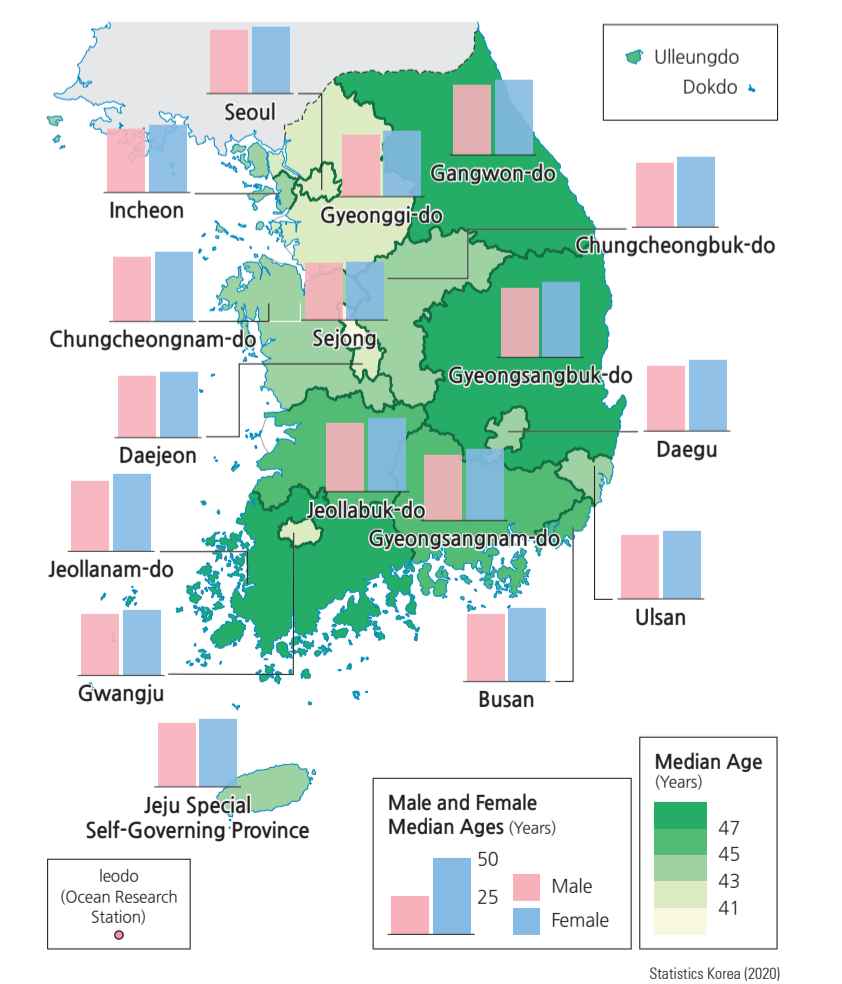 Ulleungdo
Dokdo
Seoul
Gangwon-do
Incheon
Gyeonggi-do
Chungcheongbuk-do
Chungcheongnam-do
Sejong
Gyeongsangbuk-do
Daejeon
Daegu
Jeollabuk-do
Gyeongsangnam-do
Jeollanam-do
Ulsan
Gwangju
Busan
Jeju Special
Self-Governing Province
Male and Female
Median Ages (Years)
50
25
Male
Female
Median Age
(Years)
47
45
43
41
Ieodo
(Ocean Research
Station)
Statistics Korea (2020)